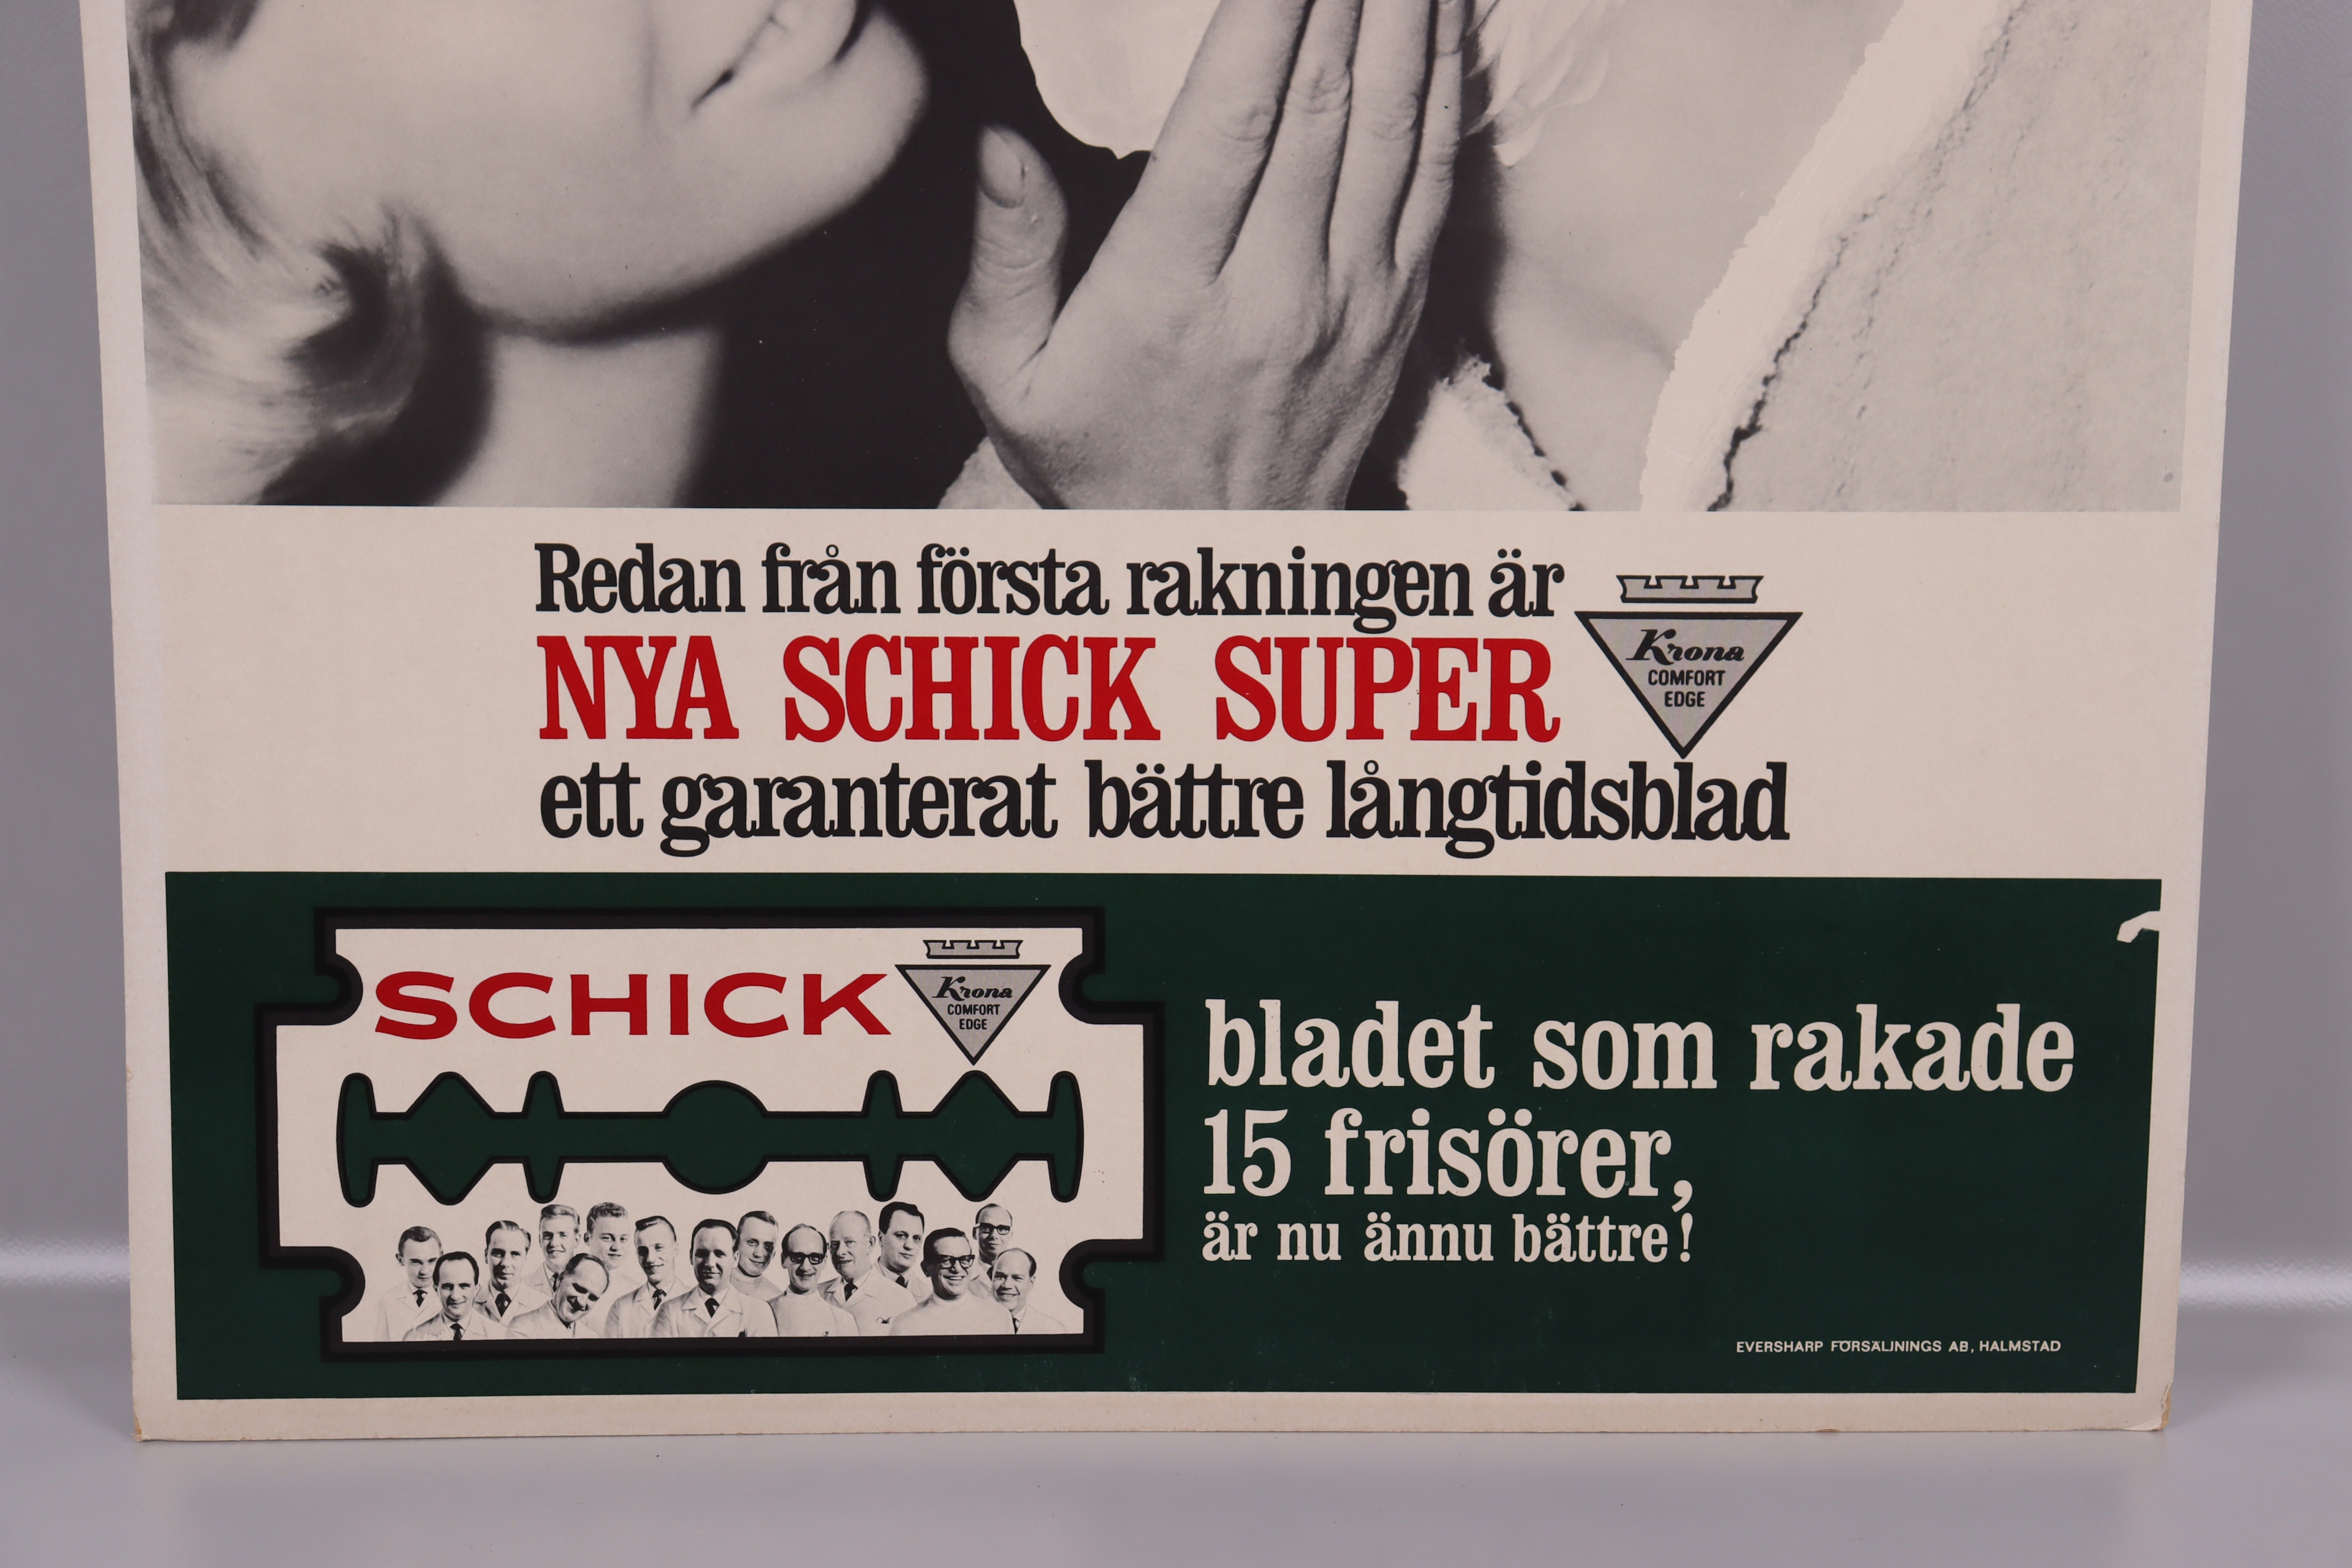 Redan från första rakningen är
NYA SCHICK SUPER
Krona
COMFORT
EDGE
ett garanterat bättre långtidsblad
SCHICK
Krona
COMFORT
EDGE
bladet som rakade
15 frisörer,
är nu ännu bättre!
EVERSHARP FÖRSÄLJNINGS AB, HALMSTAD